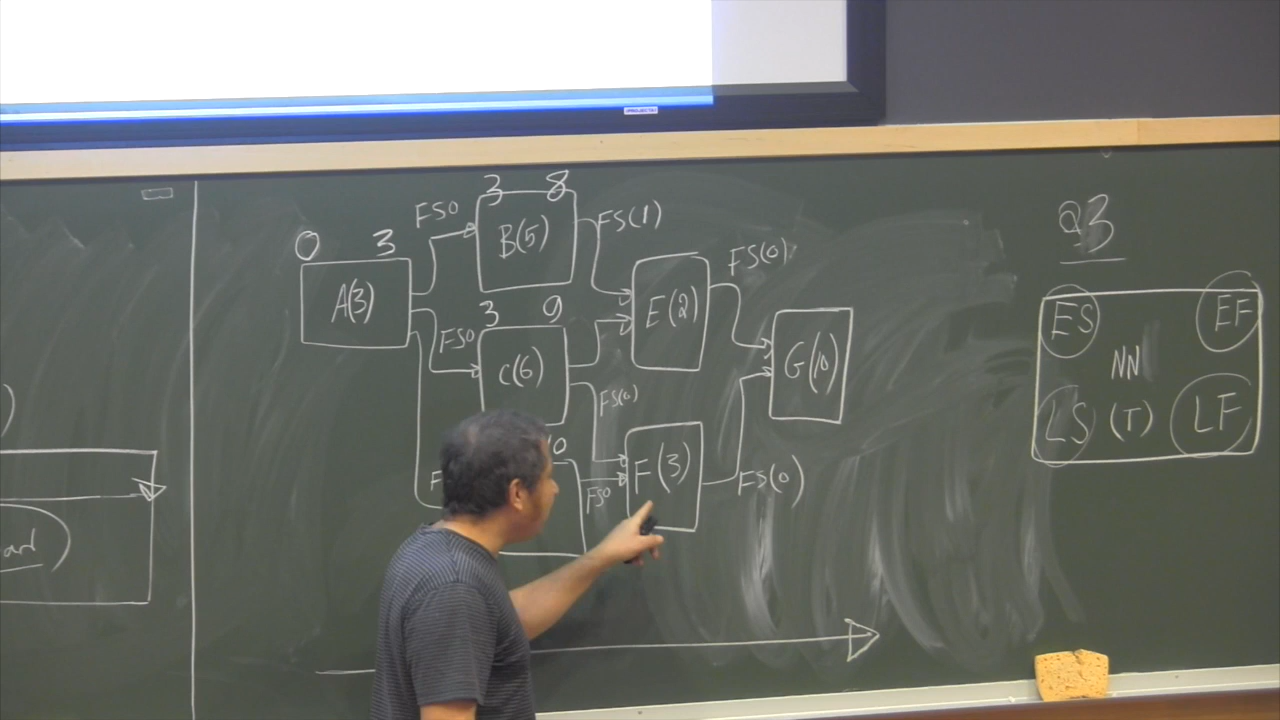 3 8
FS0
B(5)
FS(1)
Q3
0 3
FS(0)
A(3)
3 9
E(2)
ES EF
FS0
C(6)
G(10)
NN
FS(0)
LS (T) LF
F(3)
FS0
FS(0)